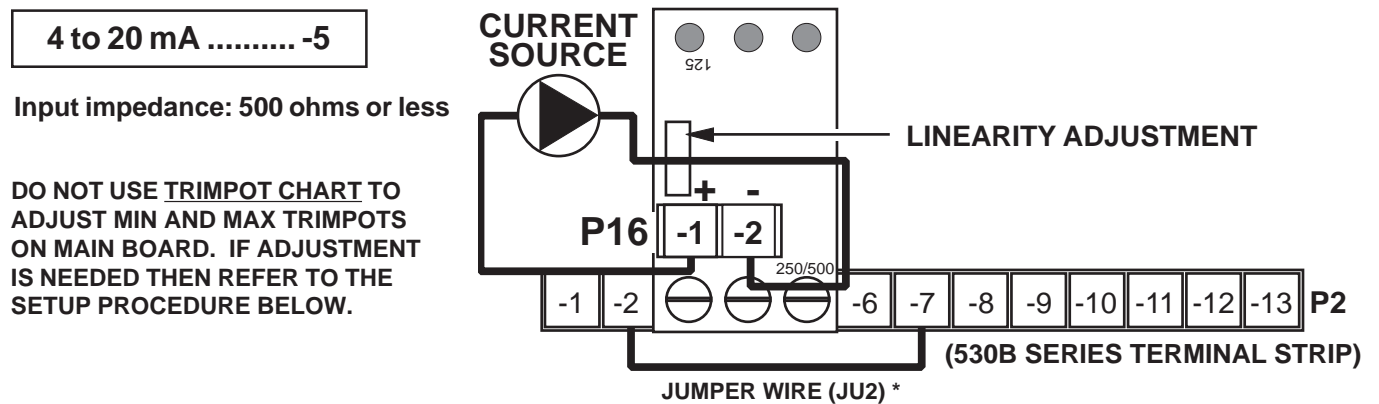 4 to 20 mA .......... -5
Input impedance: 500 ohms or less
DO NOT USE TRIMPOT CHART TO
ADJUST MIN AND MAX TRIMPOTS
ON MAIN BOARD.  IF ADJUSTMENT
IS NEEDED THEN REFER TO THE
SETUP PROCEDURE BELOW.
CURRENT
SOURCE
125
LINEARITY ADJUSTMENT
+ -
P16 -1 -2
250/500
-1 -2 -6 -7 -8 -9 -10 -11 -12 -13 P2
(530B SERIES TERMINAL STRIP)
JUMPER WIRE (JU2) *